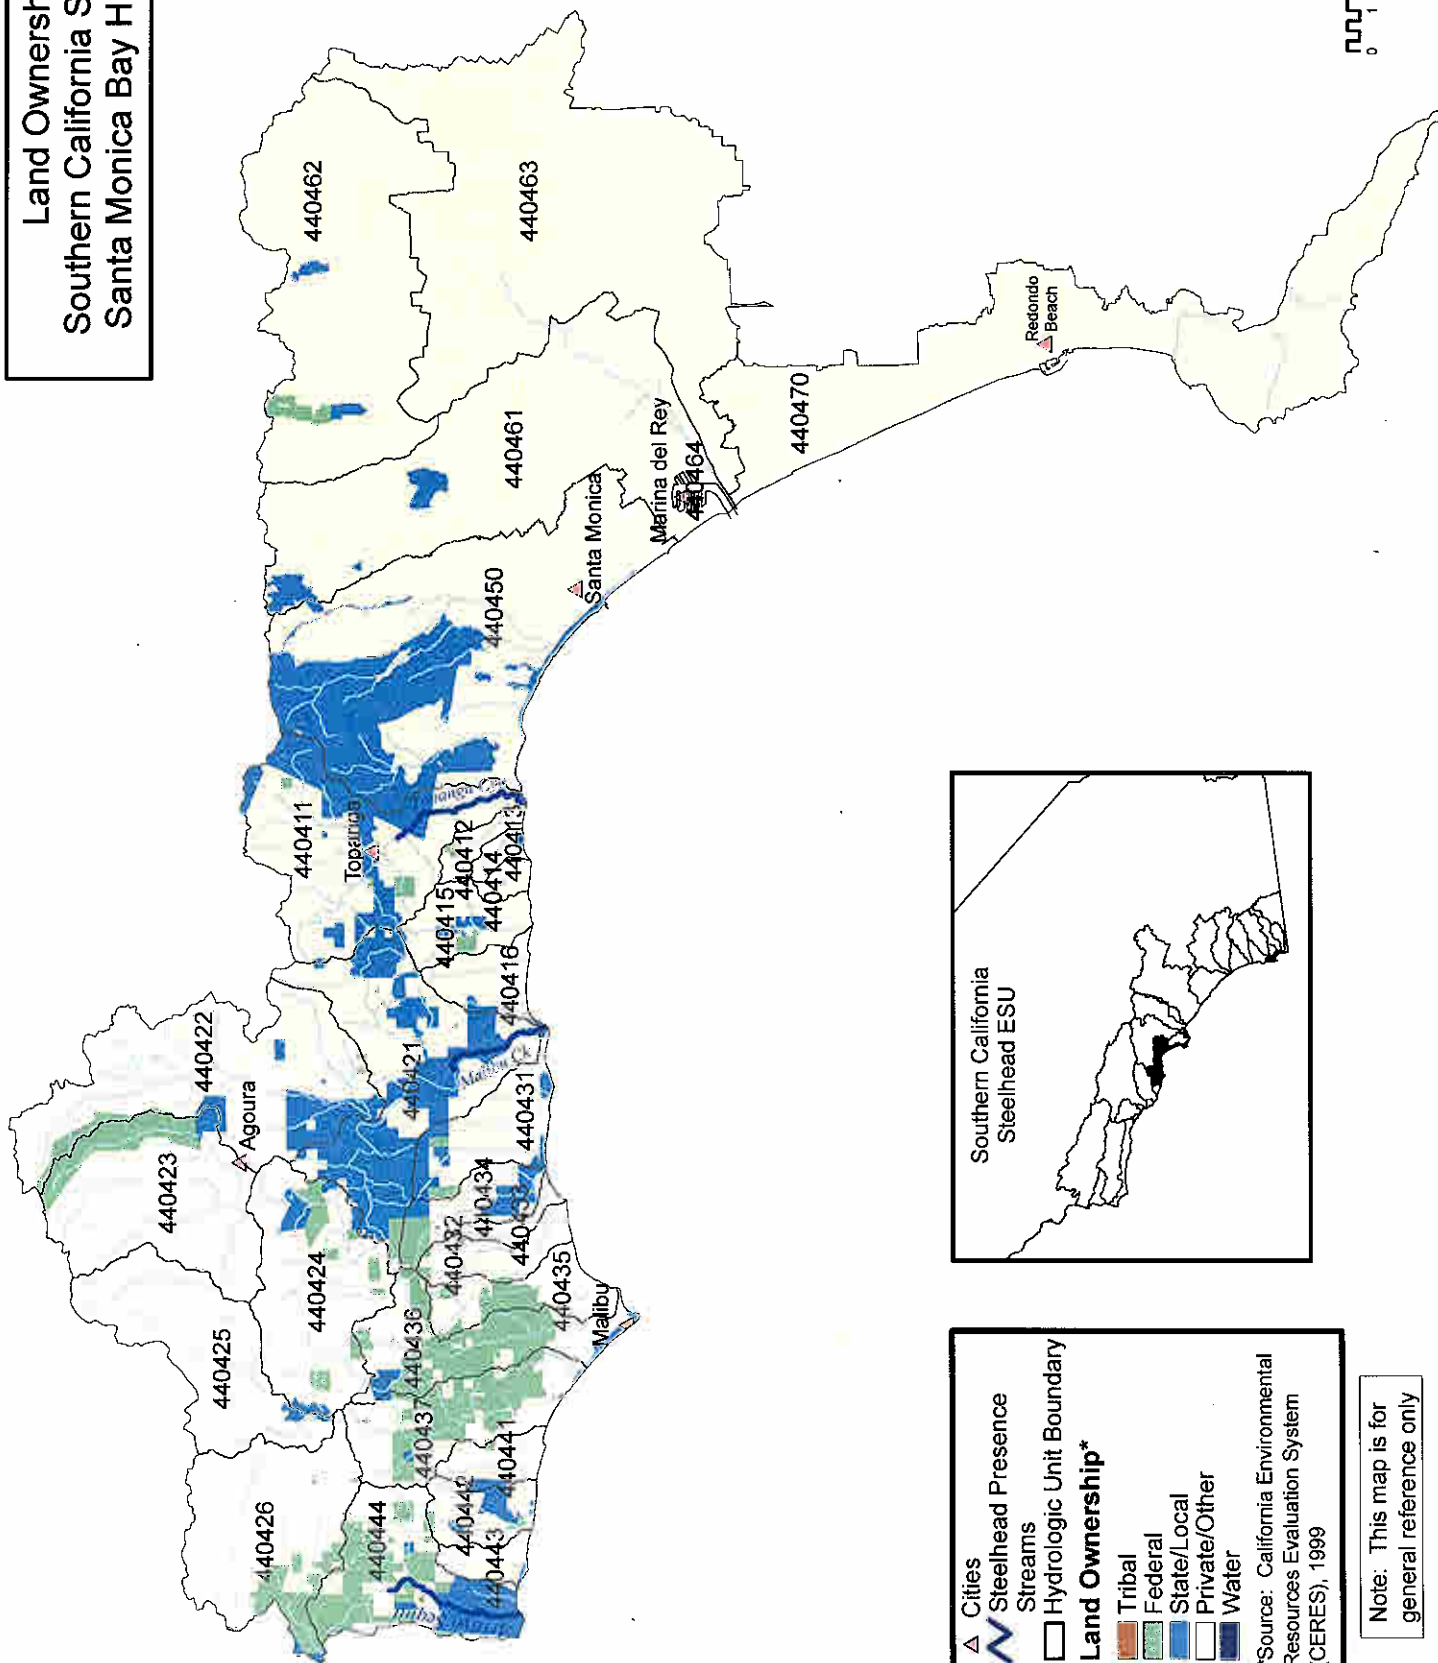 Land Ownersh
Southern California S
Santa Monica Bay H
440462
440463
440461
440464
440470
Redondo
Beach
Marina del Rey
Santa Monica
440450
440411
Topanga
440412
440413
440414
440415
440416
440421
Malibu Ck
440422
Agoura
440423
440424
440425
440426
440431
440432
440433
440434
440435
Malibu
440436
440437
440441
440442
440443
440444
Southern California
Steelhead ESU
Cities
Steelhead Presence
Streams
Hydrologic Unit Boundary
Land Ownership*
Tribal
Federal
State/Local
Private/Other
Water
*Source: California Environmental
Resources Evaluation System
(CERES), 1999
Note: This map is for
general reference only
0 1